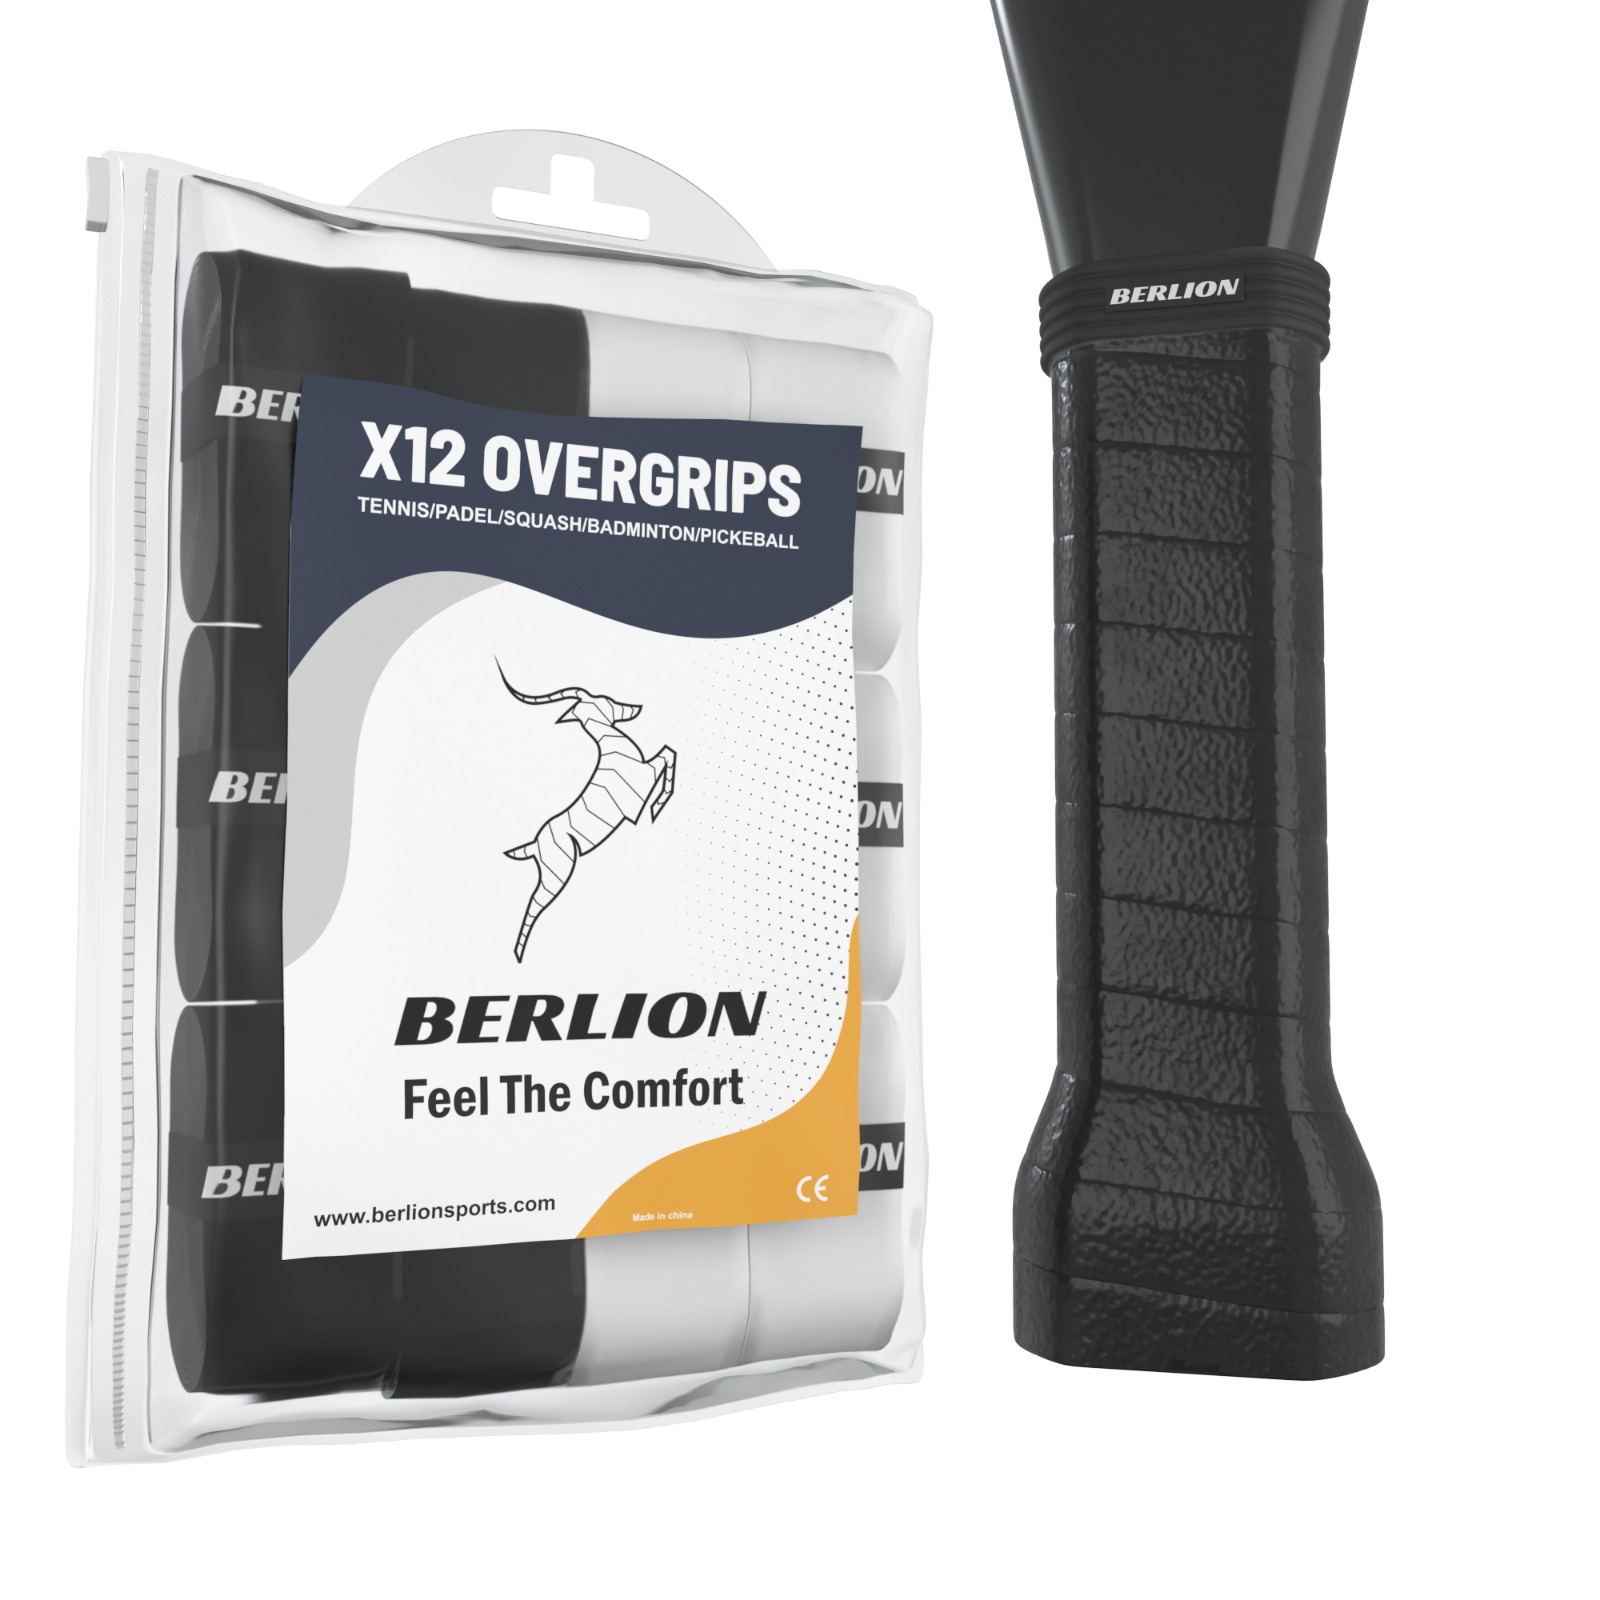 BERLION
BER
X12 OVERGRIPS
TENNIS/PADEL/SQUASH/BADMINTON/PICKEBALL
ON
BE
ON
BERLION
Feel The Comfort
BER
ON
www.berlionsports.com
Made in china
CE